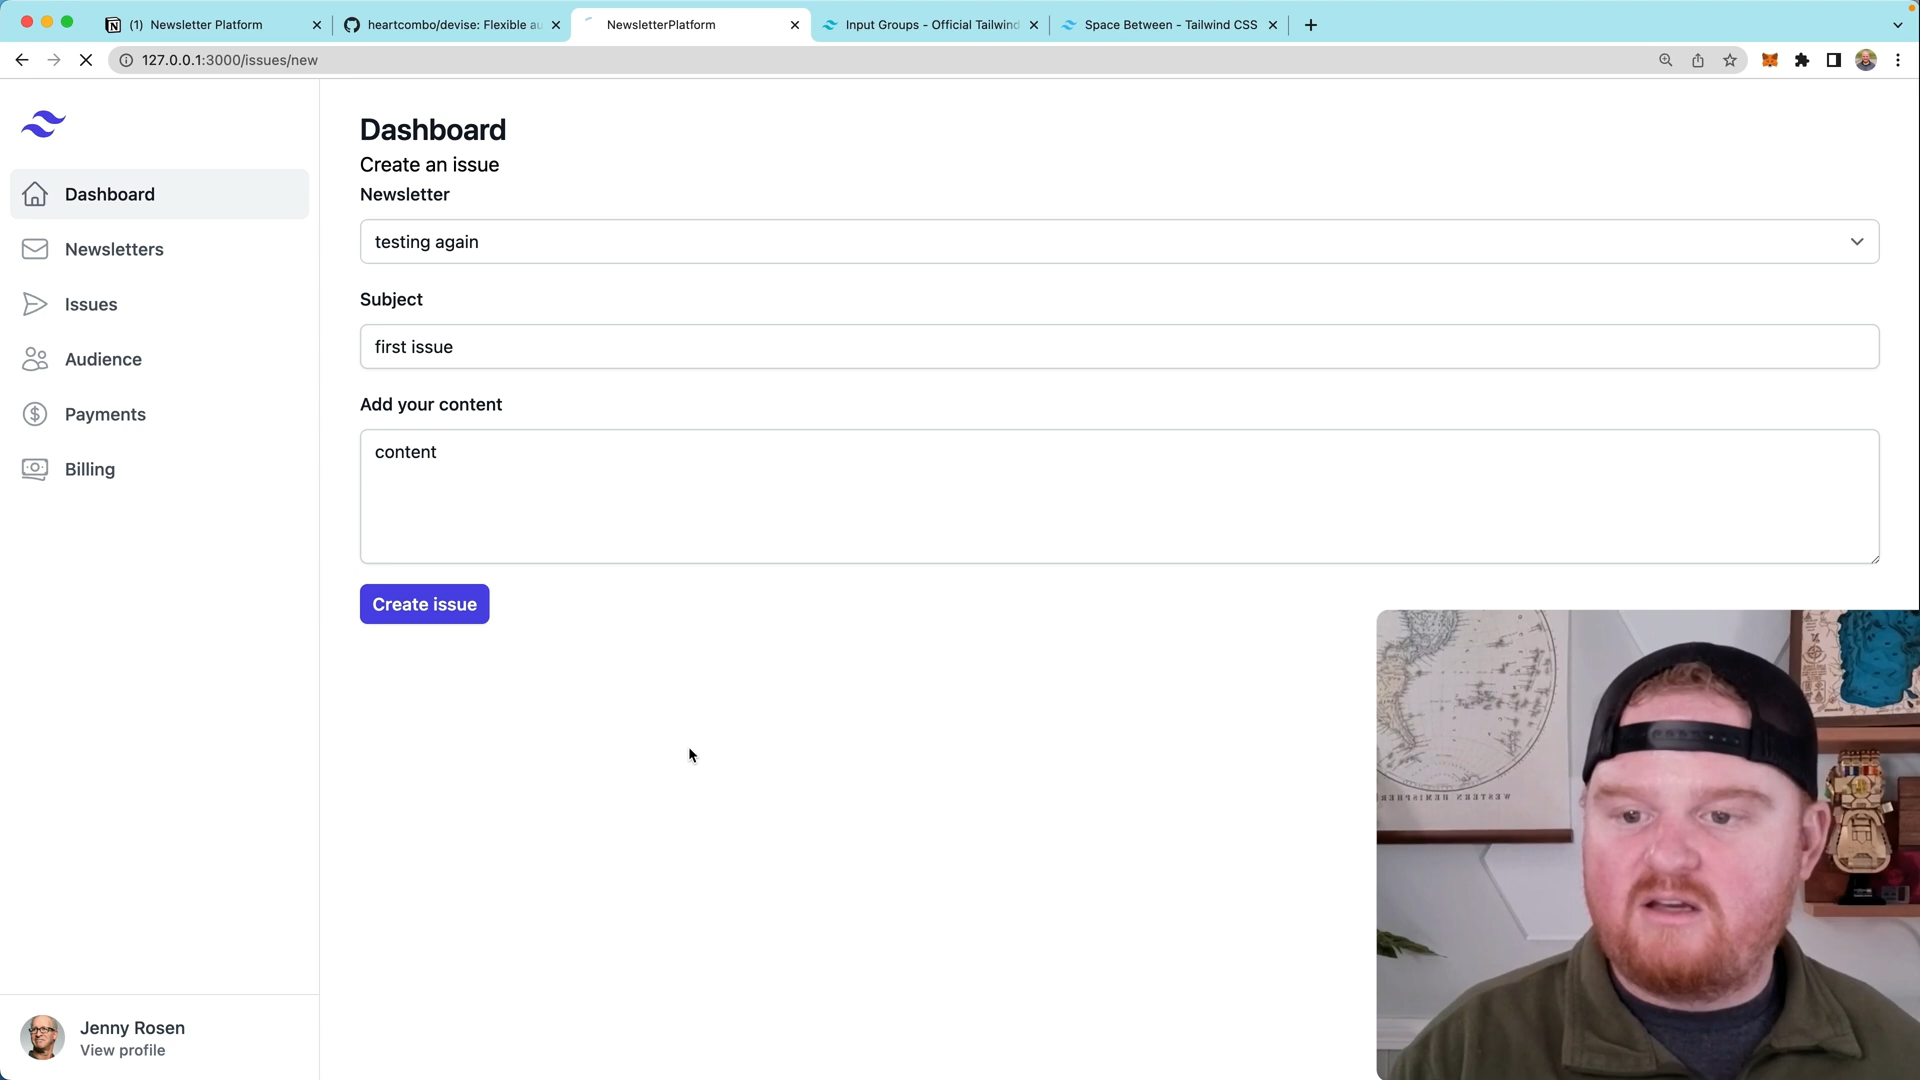 (1) Newsletter Platform
heartcombo/devise: Flexible au
NewsletterPlatform
Input Groups - Official Tailwind
Space Between - Tailwind CSS
127.0.0.1:3000/issues/new
Dashboard
Newsletters
Issues
Audience
Payments
Billing
Jenny Rosen
View profile
Dashboard
Create an issue
Newsletter
testing again
Subject
first issue
Add your content
content
Create issue